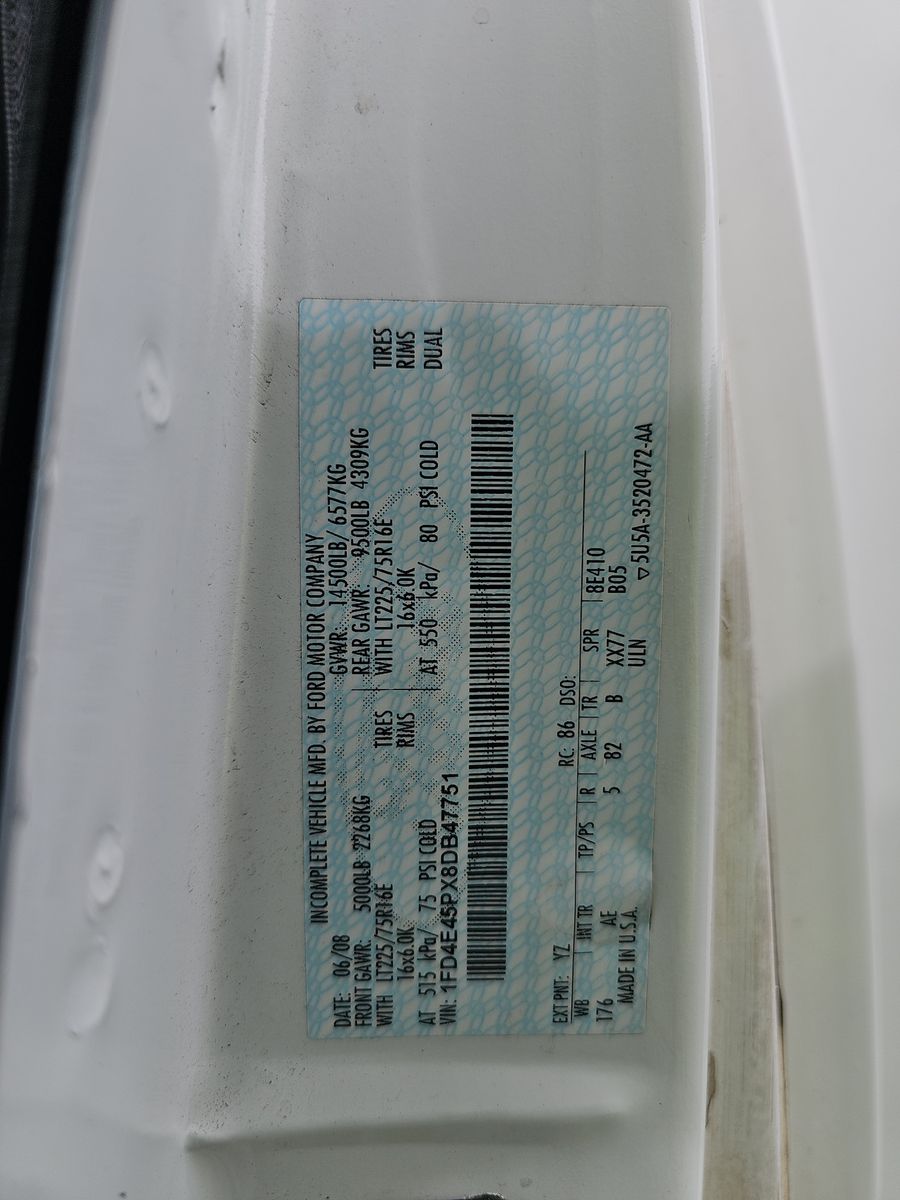 INCOMPLETE VEHICLE MFD. BY FORD MOTOR COMPANY
DATE: 06/08 GVWR: 14500LB/ 6577KG
FRONT GAWR: 5000LB 2268KG REAR GAWR: 9500LB 4309KG
WITH LT225/75R16E TIRES WITH LT225/75R16E TIRES
16x6.0K RIMS 16x6.0K RIMS
AT 515 kPa/ 75 PSI COLD AT 550 kPa/ 80 PSI COLD DUAL
VIN: 1FD4E45PX8DB47751
EXT PNT: YZ RC: 86 DSO:
WB INT TR TP/PS R AXLE TR SPR 8E410
176 AE 5 82 B XX77 B05
MADE IN U.S.A. ULN ▽5U5A-3520472-AA